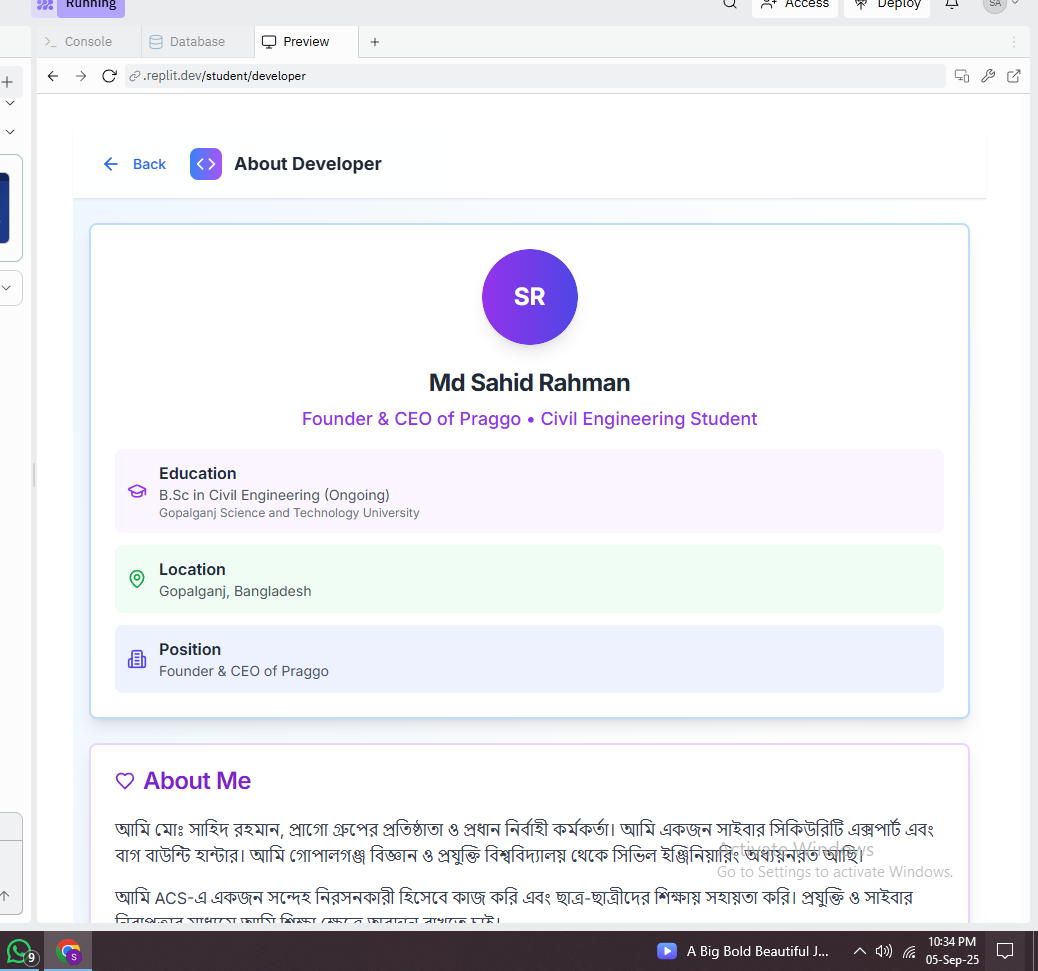 Running
Access
Deploy
SA
Console
Database
Preview
.replit.dev/student/developer
Back
About Developer
SR
Md Sahid Rahman
Founder & CEO of Praggo • Civil Engineering Student
Education
B.Sc in Civil Engineering (Ongoing)
Gopalganj Science and Technology University
Location
Gopalganj, Bangladesh
Position
Founder & CEO of Praggo
About Me
আমি মোঃ সাহিদ রহমান, প্রাগো গ্রুপের প্রতিষ্ঠাতা ও প্রধান নির্বাহী কর্মকর্তা। আমি একজন সাইবার সিকিউরিটি এক্সপার্ট এবং
বাগ বাউন্টি হান্টার। আমি গোপালগঞ্জ বিজ্ঞান ও প্রযুক্তি বিশ্ববিদ্যালয় থেকে সিভিল ইঞ্জিনিয়ারিং অধ্যয়নরত আছি।
Activate Windows
Go to Settings to activate Windows.
আমি ACS-এ একজন সন্দেহ নিরসনকারী হিসেবে কাজ করি এবং ছাত্র-ছাত্রীদের শিক্ষায় সহায়তা করি। প্রযুক্তি ও সাইবার
9
S
A Big Bold Beautiful J...
10:34 PM
05-Sep-25